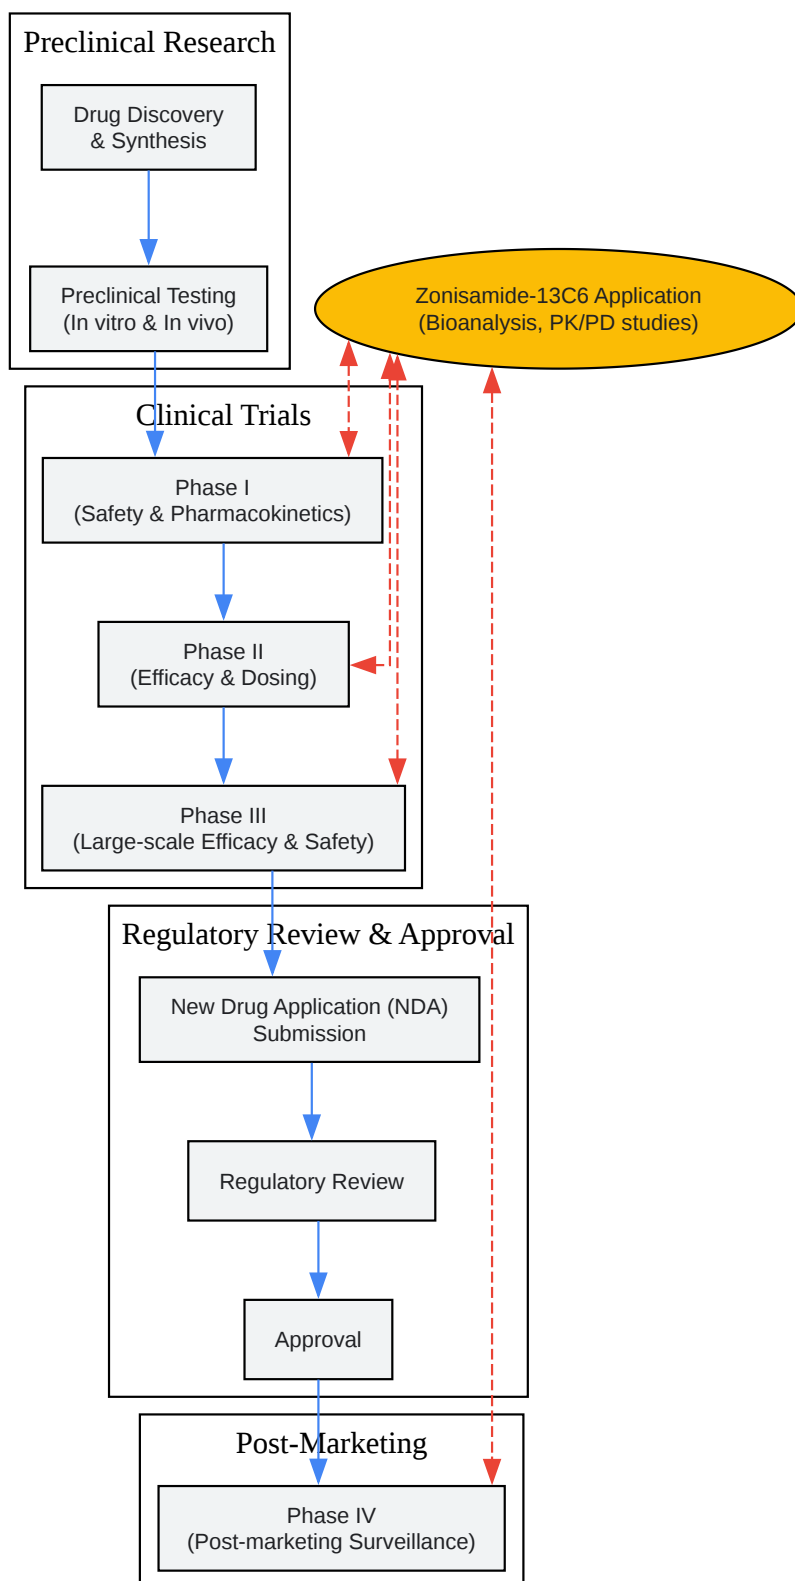 Preclinical Research
Drug Discovery
& Synthesis
Preclinical Testing
(In vitro & In vivo)
Zonisamide-13C6 Application
(Bioanalysis, PK/PD studies)
Clinical Trials
Phase I
(Safety & Pharmacokinetics)
Phase II
(Efficacy & Dosing)
Phase III
(Large-scale Efficacy & Safety)
Regulatory Review & Approval
New Drug Application (NDA)
Submission
Regulatory Review
Approval
Post-Marketing
Phase IV
(Post-marketing Surveillance)